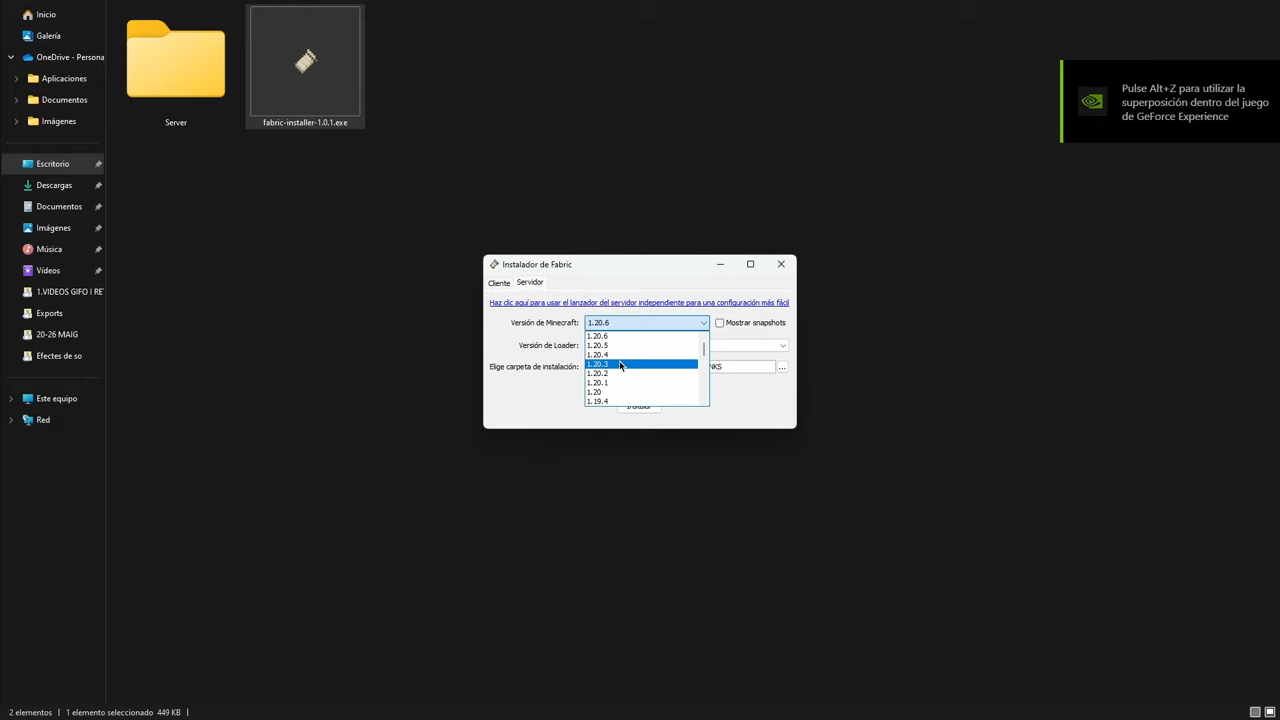 Inicio
Galería
OneDrive - Persona
Aplicaciones
Documentos
Imágenes
Escritorio
Descargas
Documentos
Imágenes
Música
Vídeos
1.VIDEOS GIFO I RE
Exports
20-26 MAIG
Efectes de so
Este equipo
Red
Server
fabric-installer-1.0.1.exe
Pulse Alt+Z para utilizar la
superposición dentro del juego
de GeForce Experience
Instalador de Fabric
Cliente Servidor
Haz clic aquí para usar el lanzador del servidor independiente para una configuración más fácil
Versión de Minecraft: 1.20.6 Mostrar snapshots
1.20.6
Versión de Loader: 1.20.5
1.20.4
Elige carpeta de instalación: 1.20.3 NKS ...
1.20.2
1.20.1
1.20
1.19.4
2 elementos 1 elemento seleccionado 449 KB